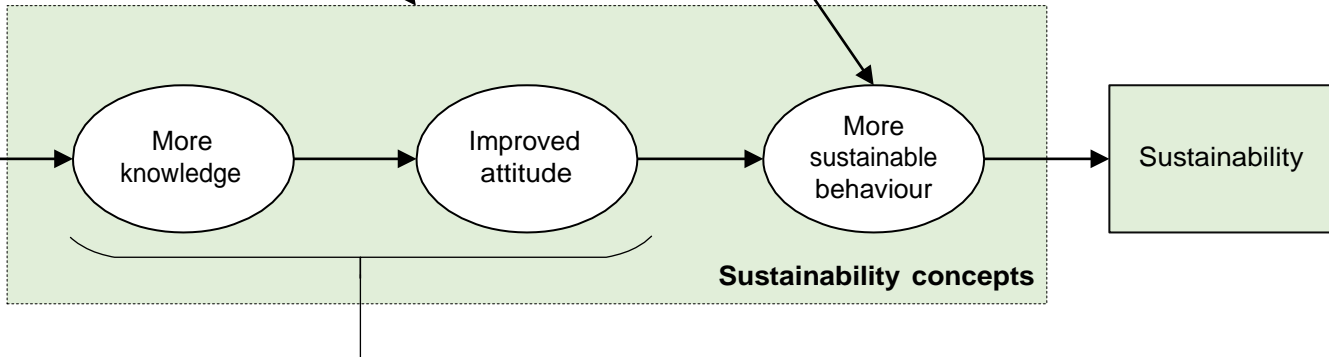 More
knowledge
Improved
attitude
More
sustainable
behaviour
Sustainability
Sustainability concepts